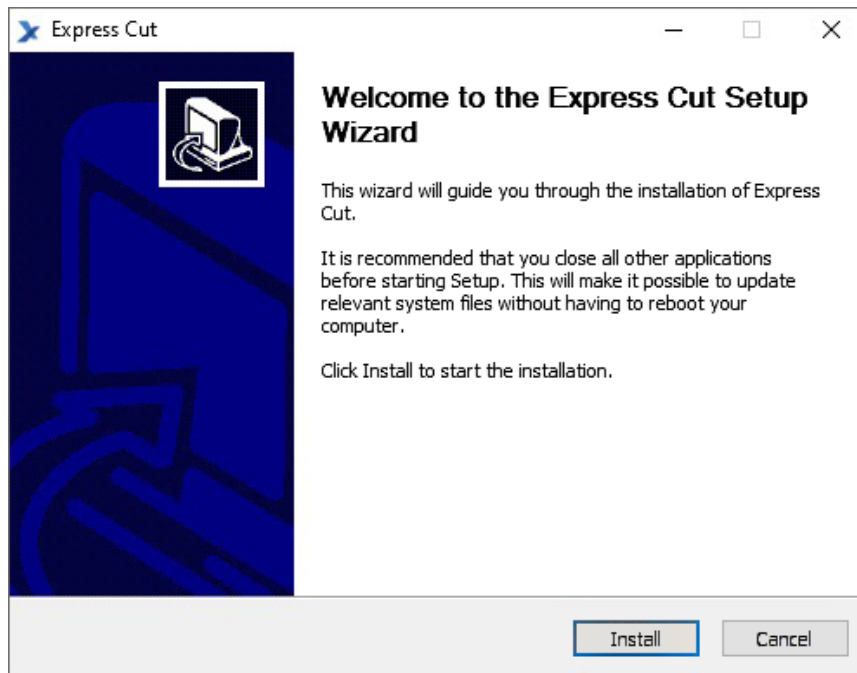 Express Cut
Welcome to the Express Cut Setup
Wizard
This wizard will guide you through the installation of Express
Cut.
It is recommended that you close all other applications
before starting Setup. This will make it possible to update
relevant system files without having to reboot your
computer.
Click Install to start the installation.
Install
Cancel